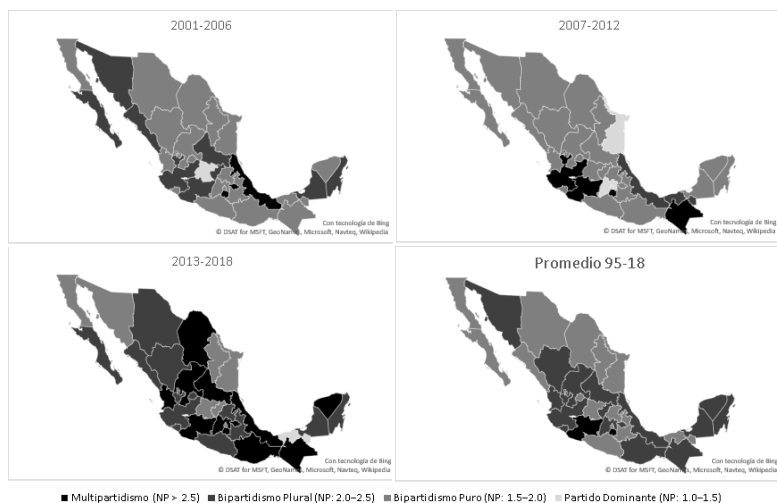 2001-2006
2007-2012
Con tecnología de Bing
© DSAT for MSFT, GeoNames, Microsoft, Navteq, Wikipedia
Con tecnología de Bing
© DSAT for MSFT, GeoNames, Microsoft, Navteq, Wikipedia
2013-2018
Promedio 95-18
Con tecnología de Bing
© DSAT for MSFT, GeoNames, Microsoft, Navteq, Wikipedia
Con tecnología de Bing
© DSAT for MSFT, GeoNames, Microsoft, Navteq, Wikipedia
■ Multipartidismo (NP > 2.5) ■ Bipartidismo Plural (NP: 2.0–2.5) ■ Bipartidismo Puro (NP: 1.5–2.0) ■ Partido Dominante (NP: 1.0–1.5)